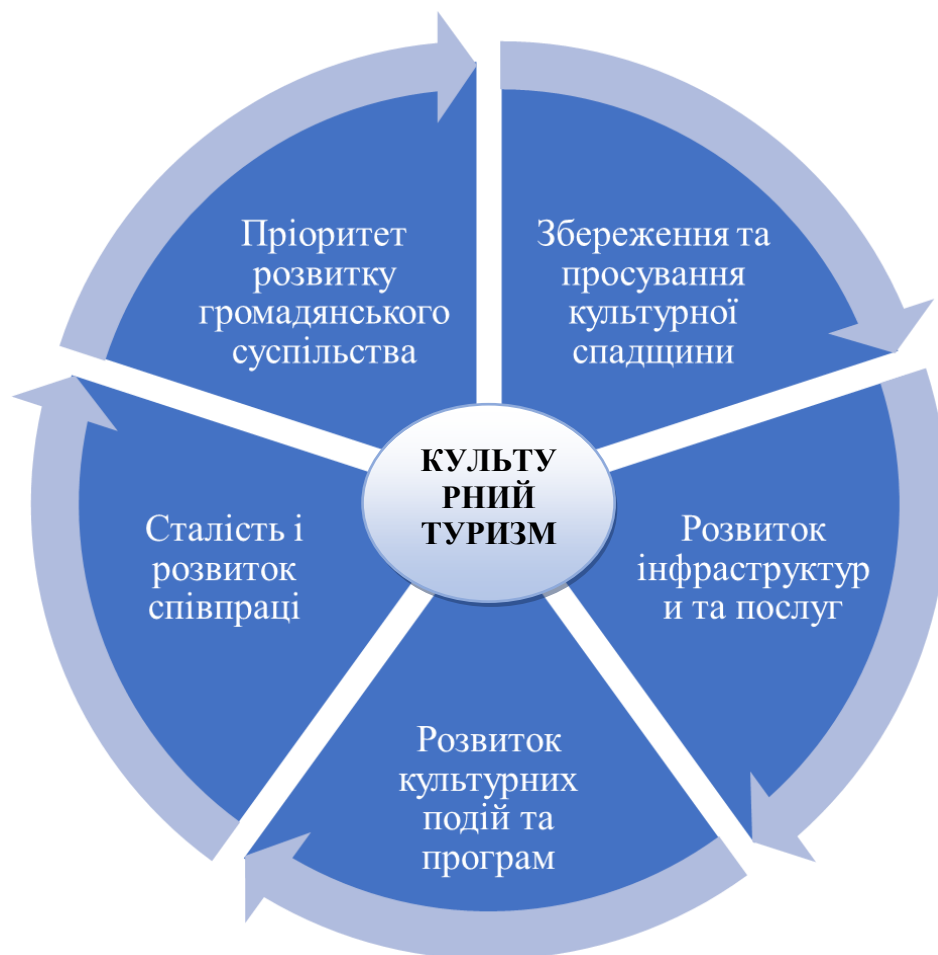 Пріоритет
розвитку
громадянського
суспільства
Збереження та
просування
культурної
спадщини
КУЛЬТУ
РНИЙ
ТУРИЗМ
Сталість і
розвиток
співпраці
Розвиток
інфраструктур
и та послуг
Розвиток
культурних
подій та
програм